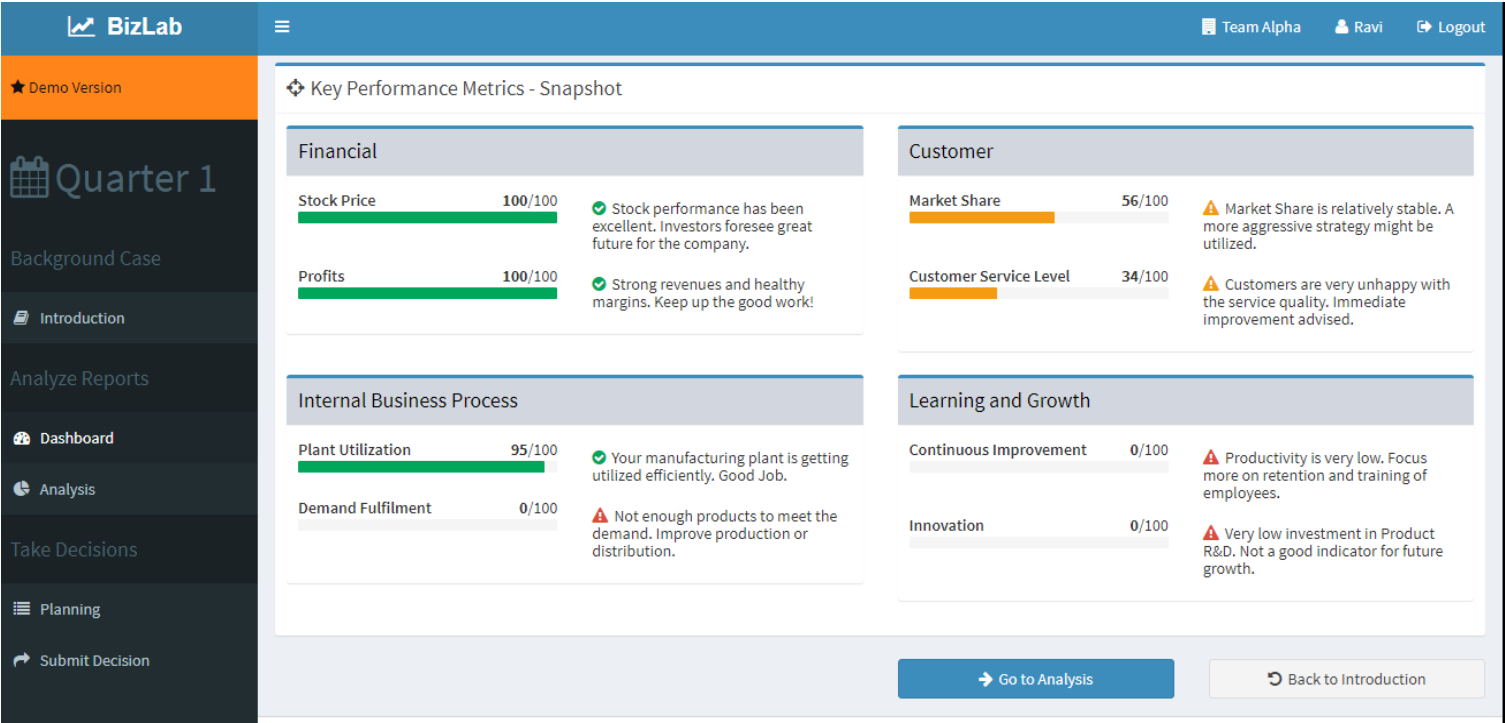 BizLab
Team Alpha
Ravi
Logout
Demo Version
Quarter 1
Background Case
Introduction
Analyze Reports
Dashboard
Analysis
Take Decisions
Planning
Submit Decision
Key Performance Metrics - Snapshot
Financial
Stock Price 100/100
Stock performance has been
excellent. Investors foresee great
future for the company.
Profits 100/100
Strong revenues and healthy
margins. Keep up the good work!
Customer
Market Share 56/100
Market Share is relatively stable. A
more aggressive strategy might be
utilized.
Customer Service Level 34/100
Customers are very unhappy with
the service quality. Immediate
improvement advised.
Internal Business Process
Plant Utilization 95/100
Your manufacturing plant is getting
utilized efficiently. Good Job.
Demand Fulfilment 0/100
Not enough products to meet the
demand. Improve production or
distribution.
Learning and Growth
Continuous Improvement 0/100
Productivity is very low. Focus
more on retention and training of
employees.
Innovation 0/100
Very low investment in Product
R&D. Not a good indicator for future
growth.
Go to Analysis
Back to Introduction